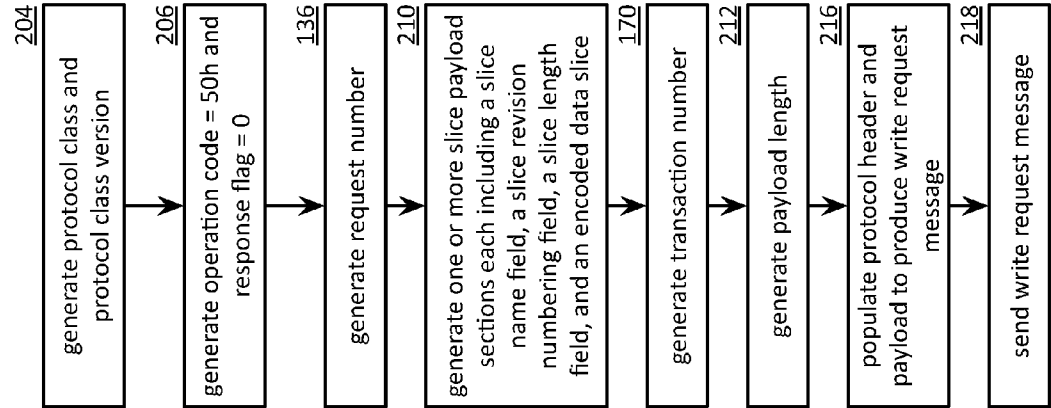 204
generate protocol class and
protocol class version
206
generate operation code = 50h and
response flag = 0
136
generate request number
210
generate one or more slice payload
sections each including a slice
name field, a slice revision
numbering field, a slice length
field, and an encoded data slice
170
generate transaction number
212
generate payload length
216
populate protocol header and
payload to produce write request
message
218
send write request message